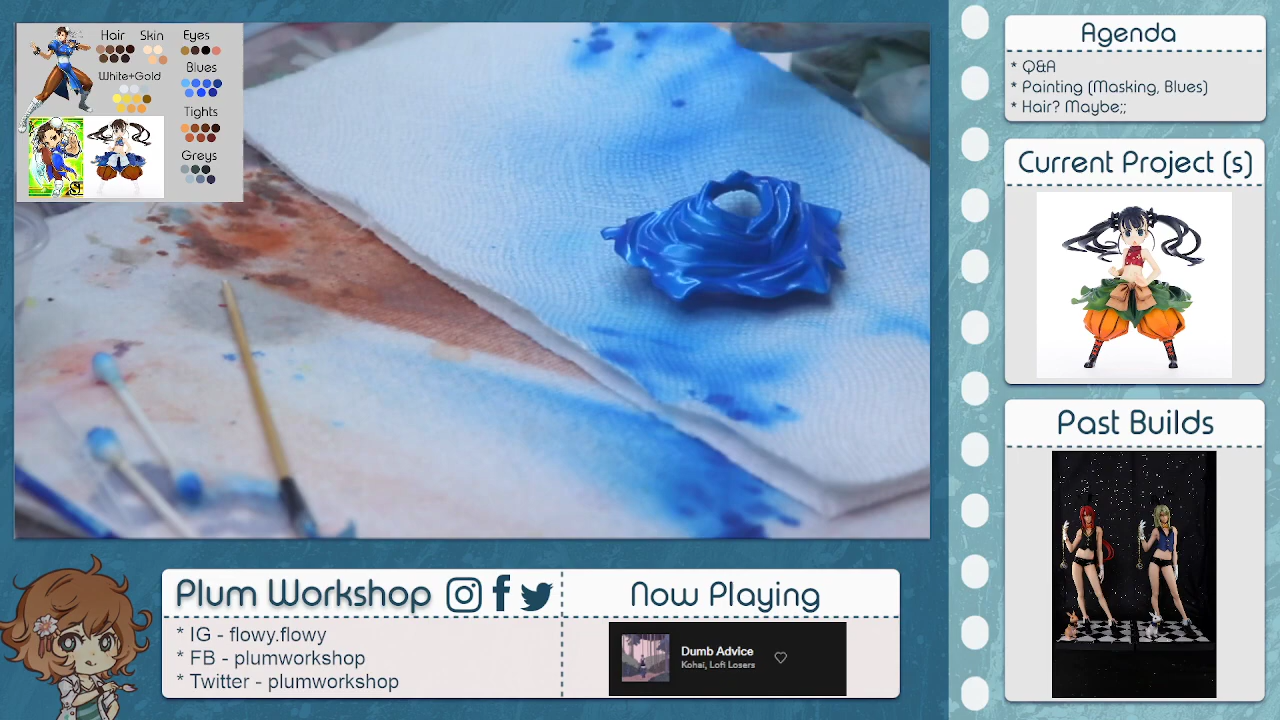 Hair
Skin
Eyes
White+Gold
Blues
Tights
Greys
Agenda
* Q&A
* Painting (Masking, Blues)
* Hair? Maybe;;
Current Project (s)
Past Builds
Plum Workshop
* IG - flowy.flowy
* FB - plumworkshop
* Twitter - plumworkshop
Now Playing
Dumb Advice
Kohai, Lofi Losers